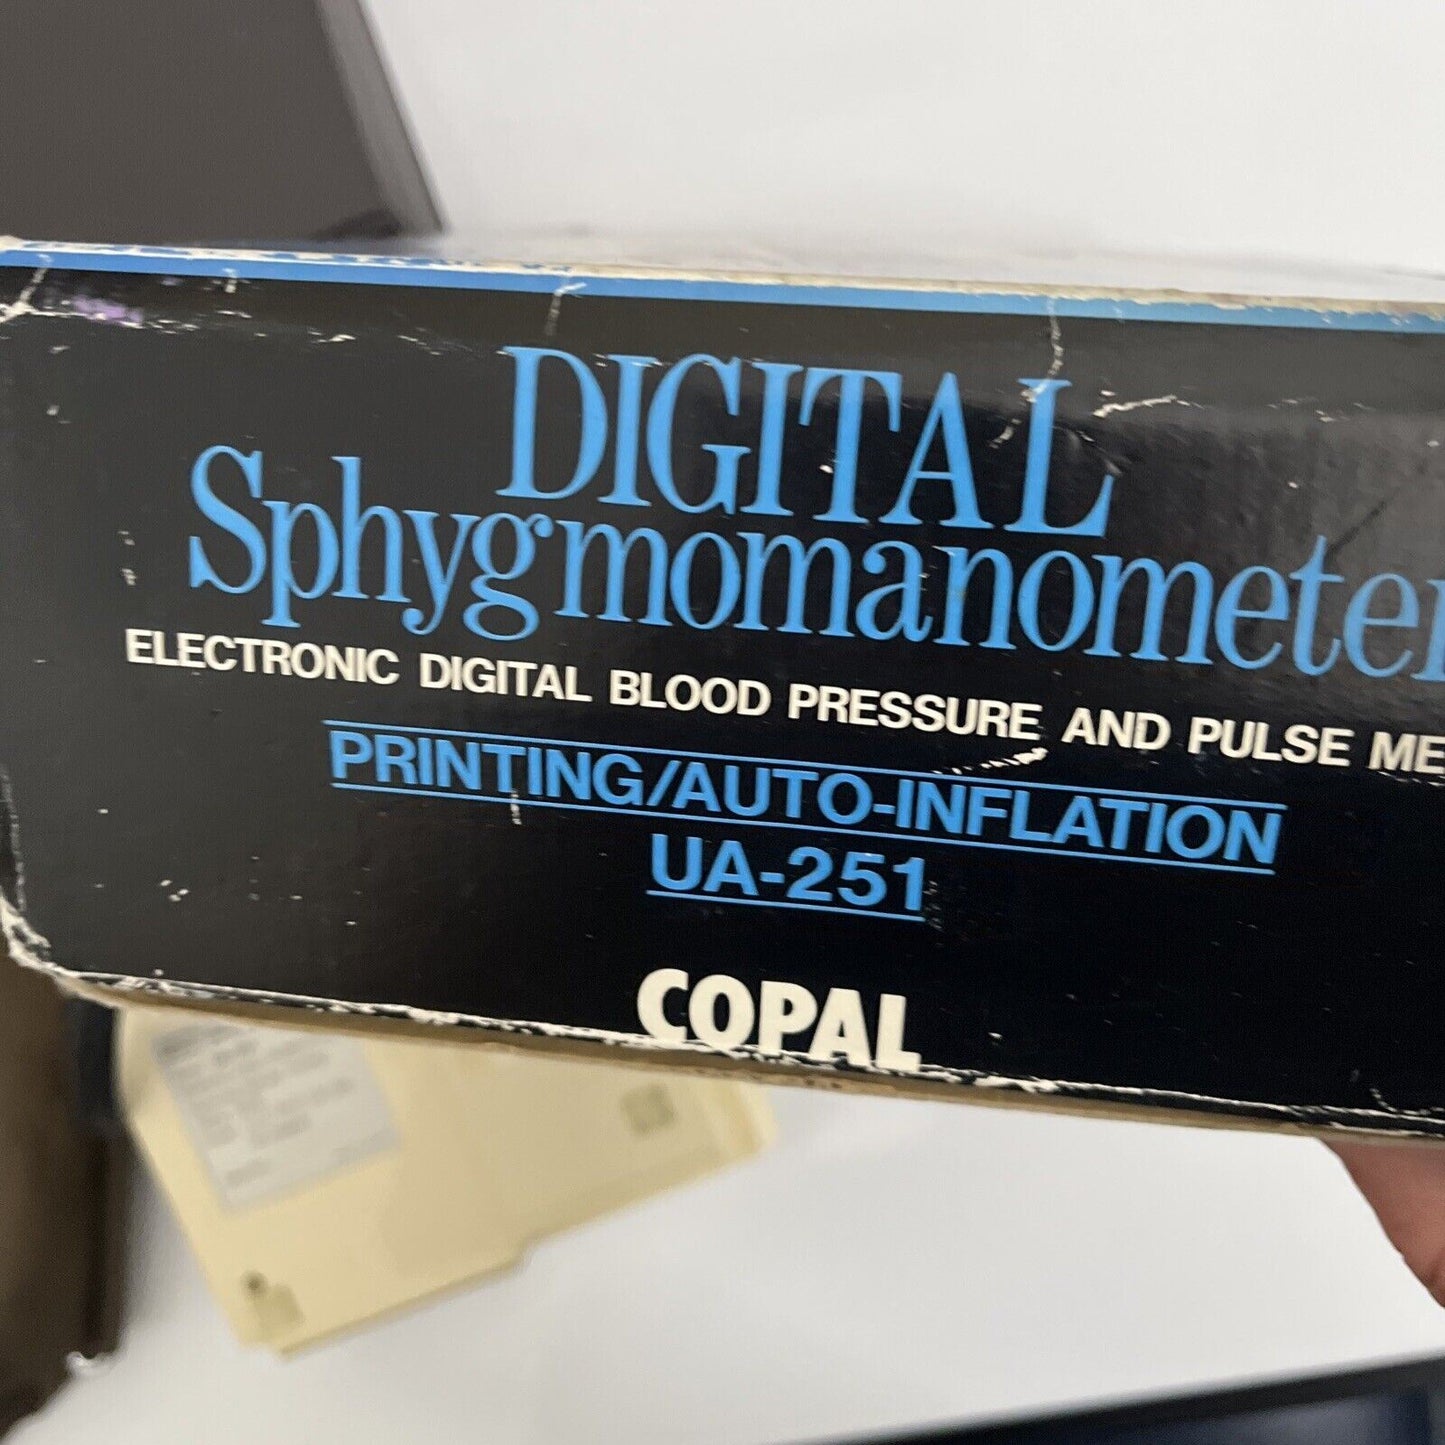 DIGITAL
Sphygmomanometer
ELECTRONIC DIGITAL BLOOD PRESSURE AND PULSE ME
PRINTING/AUTO-INFLATION
UA-251
COPAL